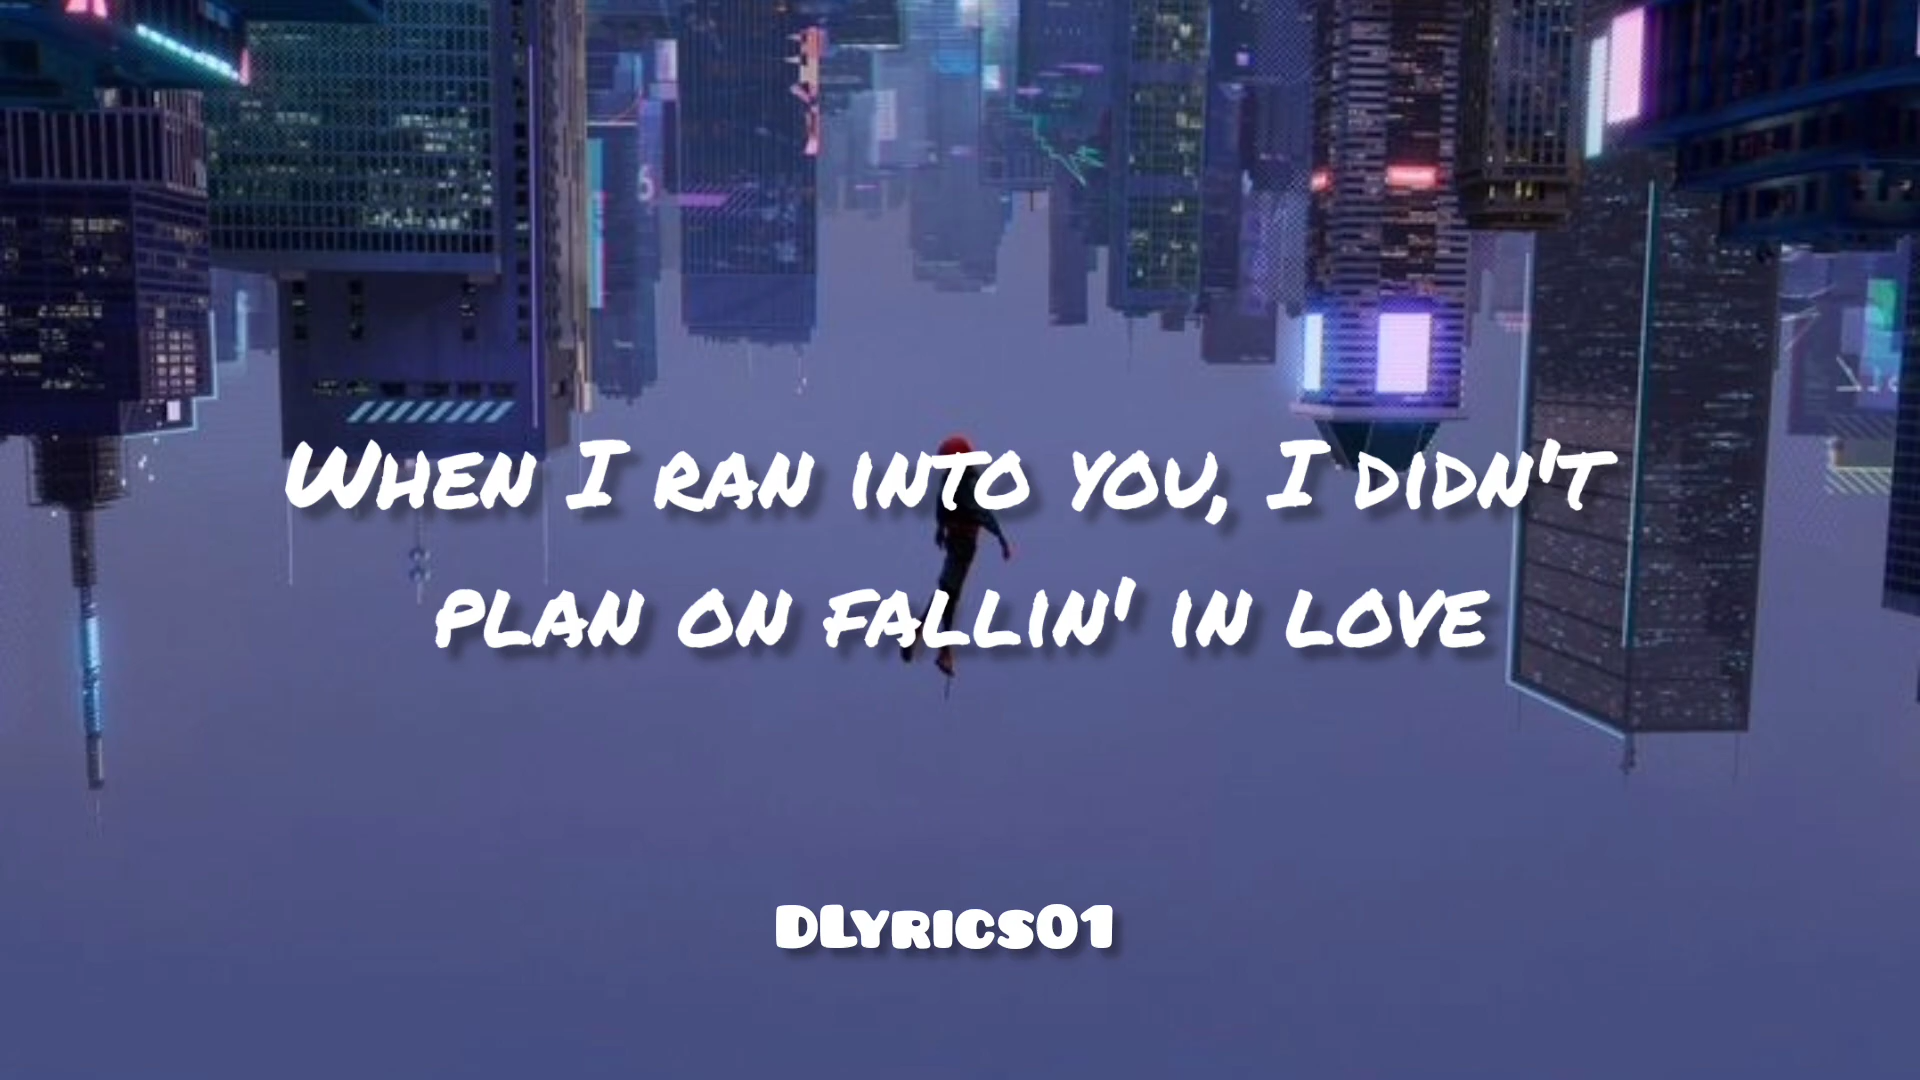 When I ran into you, I didn't
plan on fallin' in love
DLyrics01